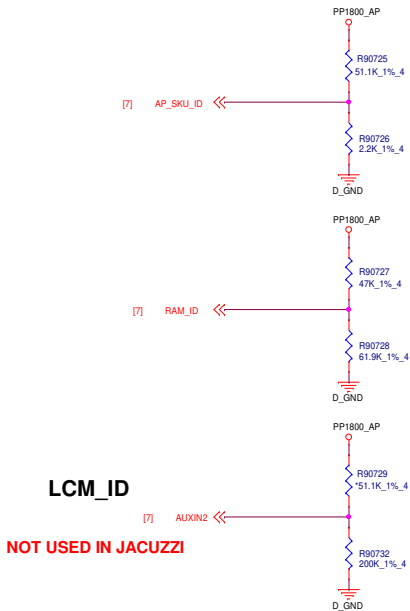 PP1800_AP
R90725
51.1K_1%_4
[7] AP_SKU_ID
R90726
2.2K_1%_4
D_GND
PP1800_AP
R90727
47K_1%_4
[7] RAM_ID
R90728
61.9K_1%_4
D_GND
PP1800_AP
R90729
*51.1K_1%_4
LCM_ID
[7] AUXIN2
R90732
200K_1%_4
NOT USED IN JACUZZI
D_GND